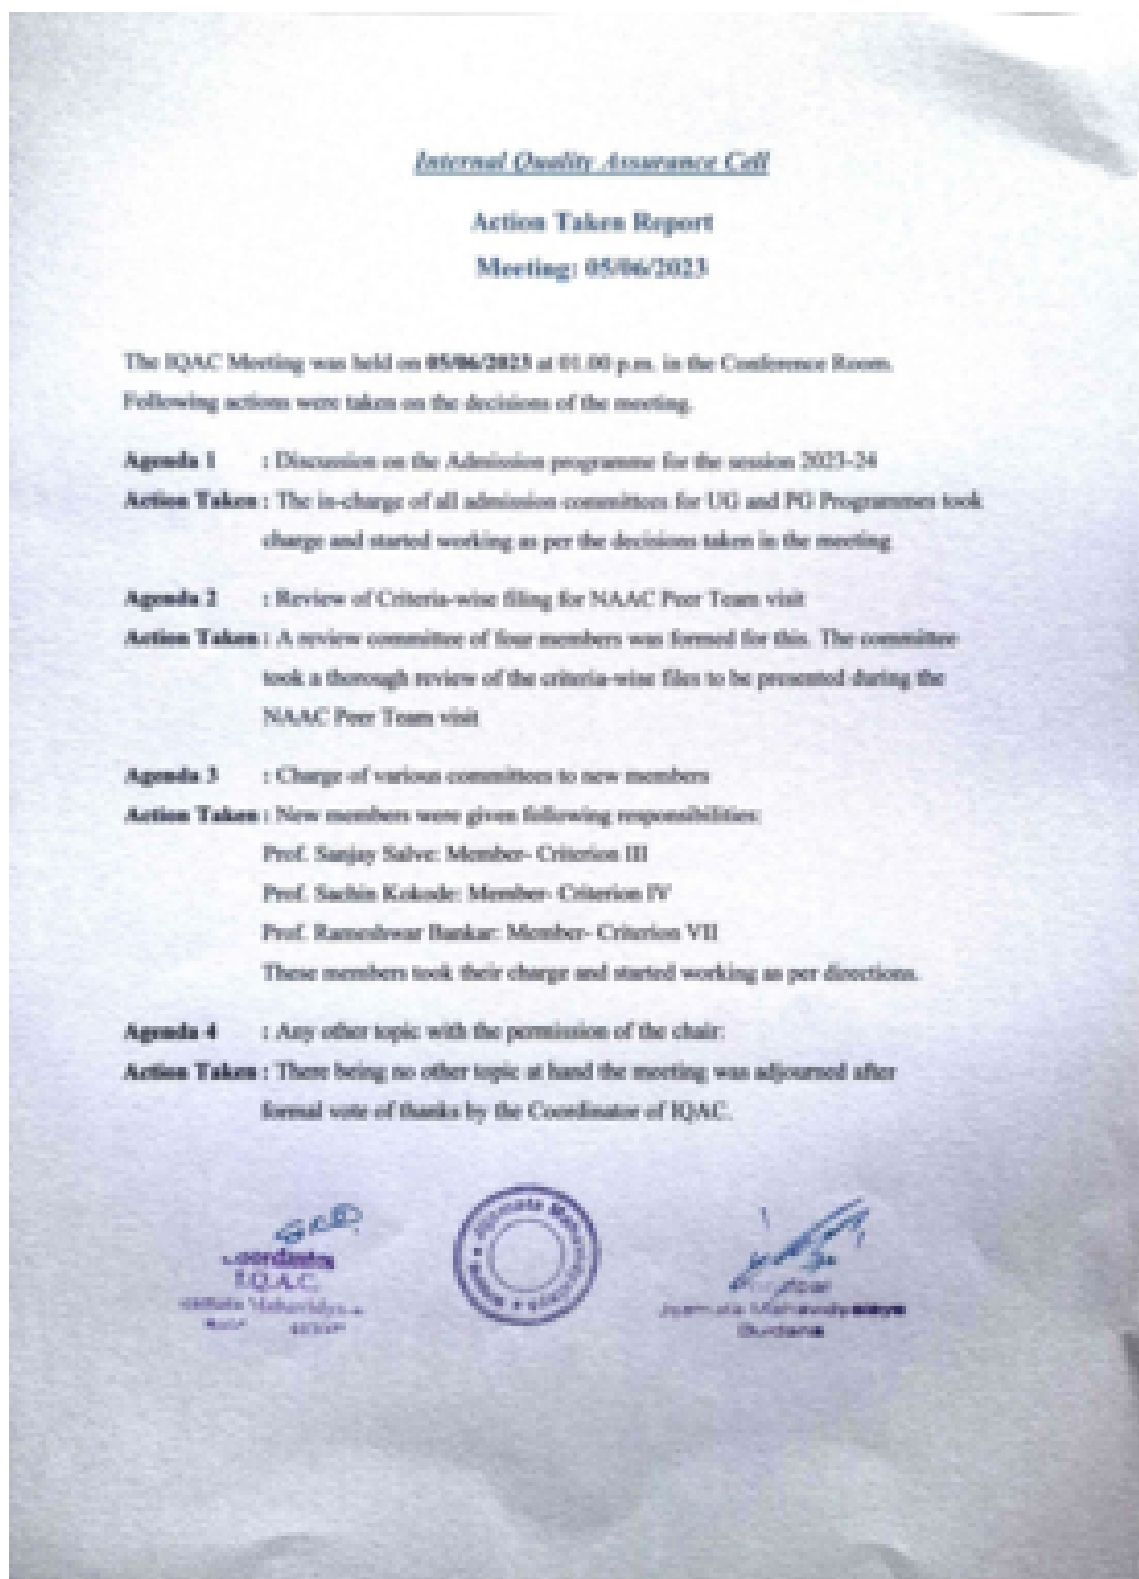 Internal Quality Assurance Cell
Action Taken Report
Meeting: 05/06/2023
The IQAC Meeting was held on 05/06/2023 at 01.00 p.m. in the Conference Room.
Following actions were taken on the decisions of the meeting.
Agenda 1 : Discussion on the Admission programme for the session 2023-24
Action Taken : The in-charge of all admission committees for UG and PG Programmes took
charge and started working as per the decisions taken in the meeting
Agenda 2 : Review of Criteria-wise filing for NAAC Peer Team visit
Action Taken : A review committee of four members was formed for this. The committee
took a thorough review of the criteria-wise files to be presented during the
NAAC Peer Team visit
Agenda 3 : Charge of various committees to new members
Action Taken : New members were given following responsibilities:
Prof. Sanjay Salve: Member- Criterion III
Prof. Sachin Kokode: Member- Criterion IV
Prof. Rameshwar Bankar: Member- Criterion VII
These members took their charge and started working as per directions.
Agenda 4 : Any other topic with the permission of the chair:
Action Taken : There being no other topic at hand the meeting was adjourned after
formal vote of thanks by the Coordinator of IQAC.
I.Q.A.C.
Jijamata Mahavidyalaya